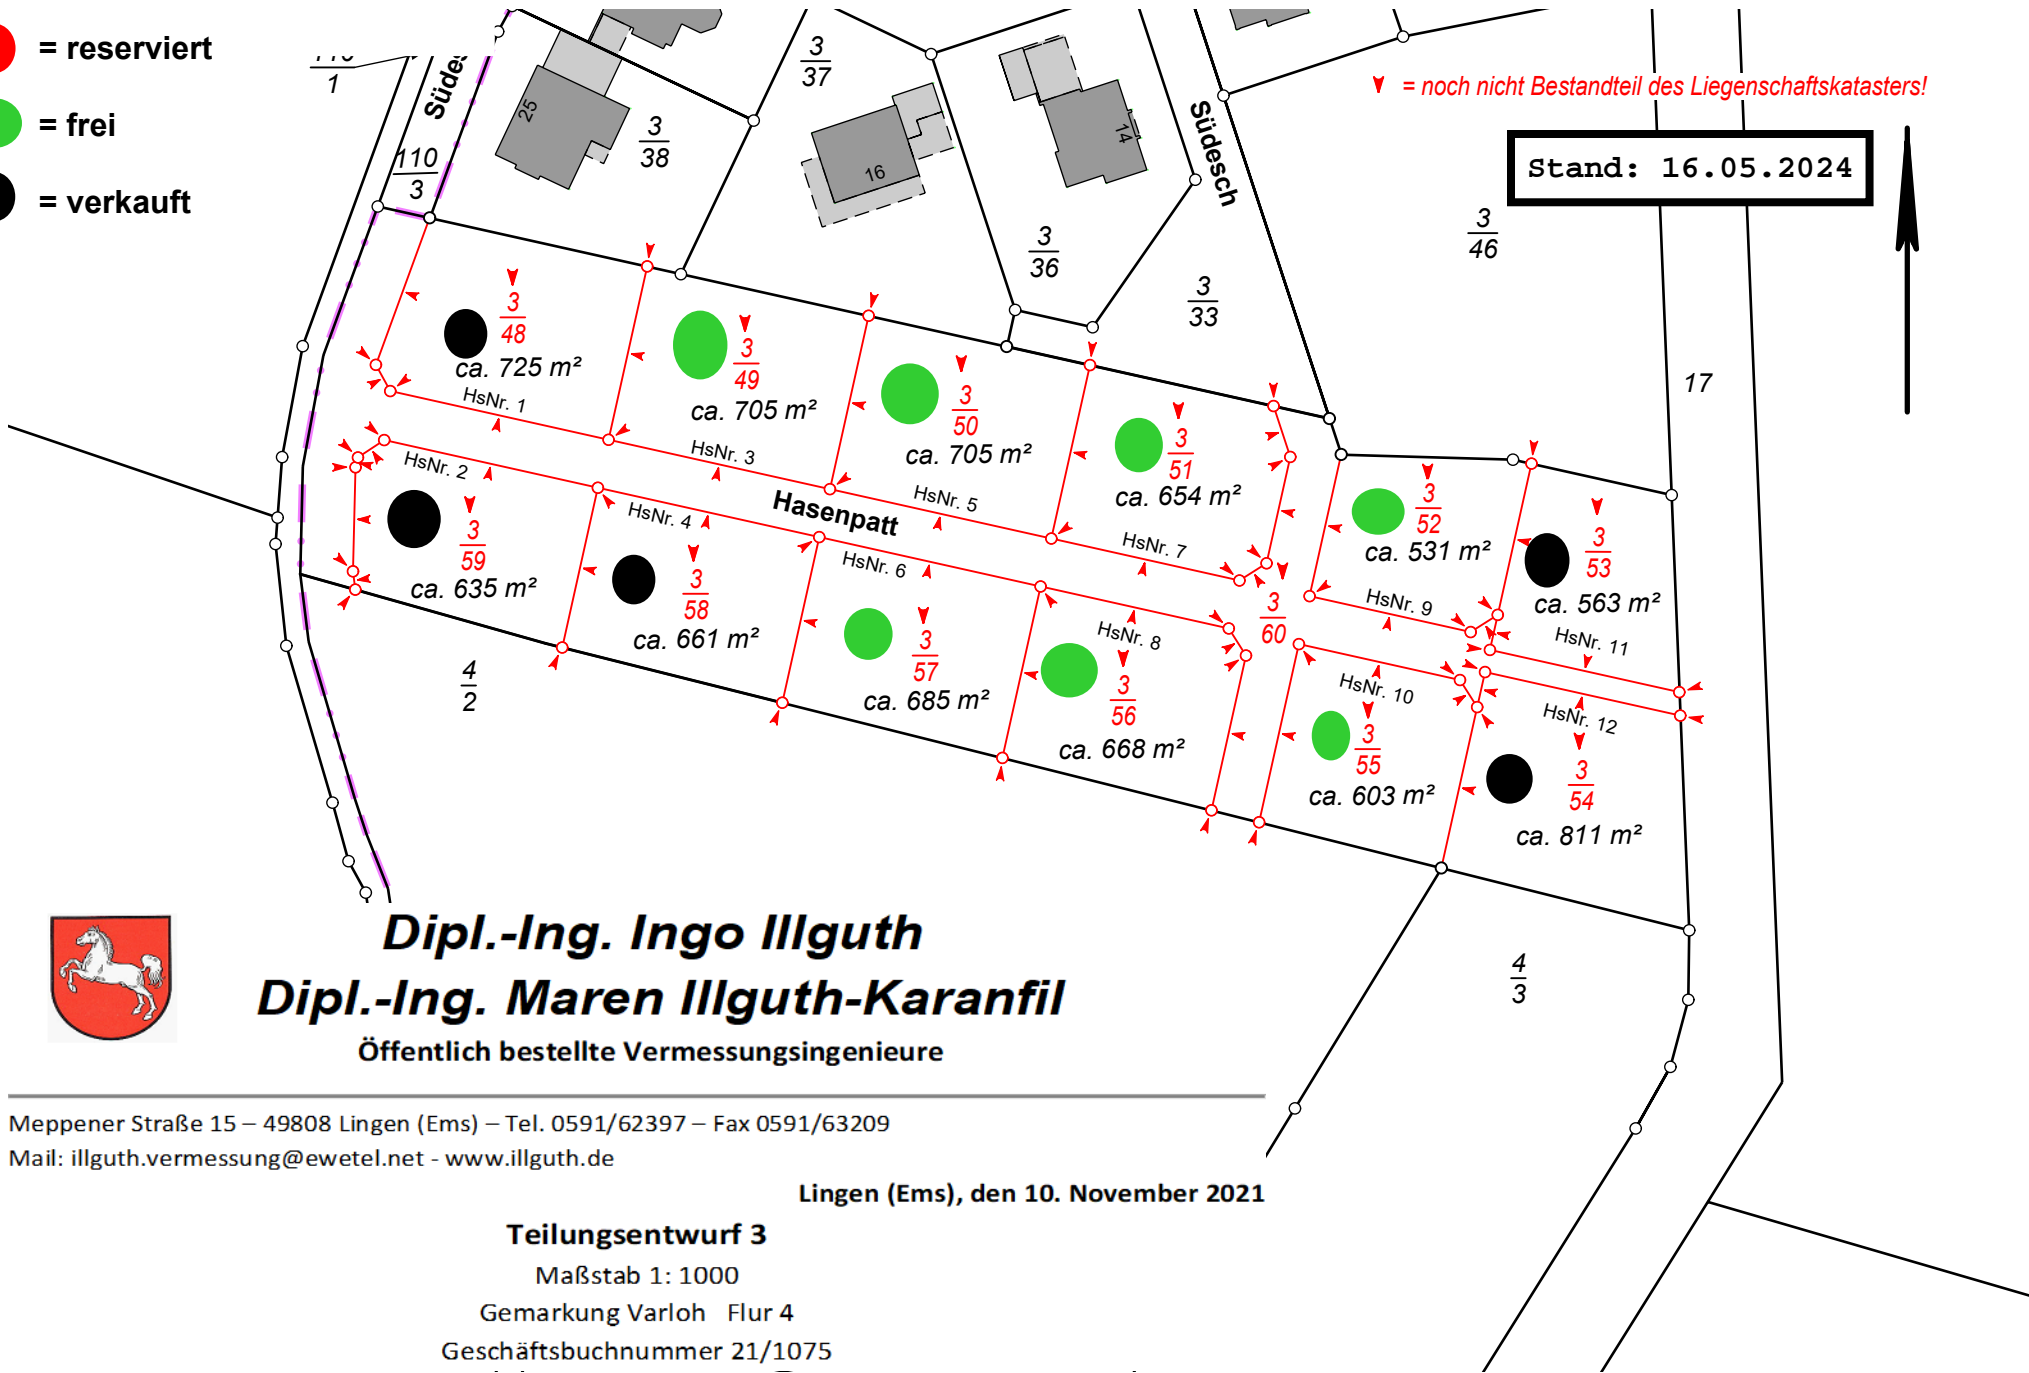 = reserviert
= frei
= verkauft
1
Südes
110
3
25
3
38
3
37
16
14
3
36
Südesch
3
33
= noch nicht Bestandteil des Liegenschaftskatasters!
Stand: 16.05.2024
3
46
17
3
48
ca. 725 m²
HsNr. 1
3
49
ca. 705 m²
HsNr. 3
3
50
ca. 705 m²
HsNr. 5
3
51
ca. 654 m²
HsNr. 7
3
52
ca. 531 m²
HsNr. 9
3
53
ca. 563 m²
HsNr. 11
Hasenpatt
HsNr. 2
3
59
ca. 635 m²
HsNr. 4
3
58
ca. 661 m²
HsNr. 6
3
57
ca. 685 m²
HsNr. 8
3
56
ca. 668 m²
3
60
HsNr. 10
3
55
ca. 603 m²
HsNr. 12
3
54
ca. 811 m²
4
2
4
3
Dipl.-Ing. Ingo Illguth
Dipl.-Ing. Maren Illguth-Karanfil
Öffentlich bestellte Vermessungsingenieure
Meppener Straße 15 – 49808 Lingen (Ems) – Tel. 0591/62397 – Fax 0591/63209
Mail: illguth.vermessung@ewetel.net - www.illguth.de
Lingen (Ems), den 10. November 2021
Teilungsentwurf 3
Maßstab 1: 1000
Gemarkung Varloh Flur 4
Geschäftsbuchnummer 21/1075